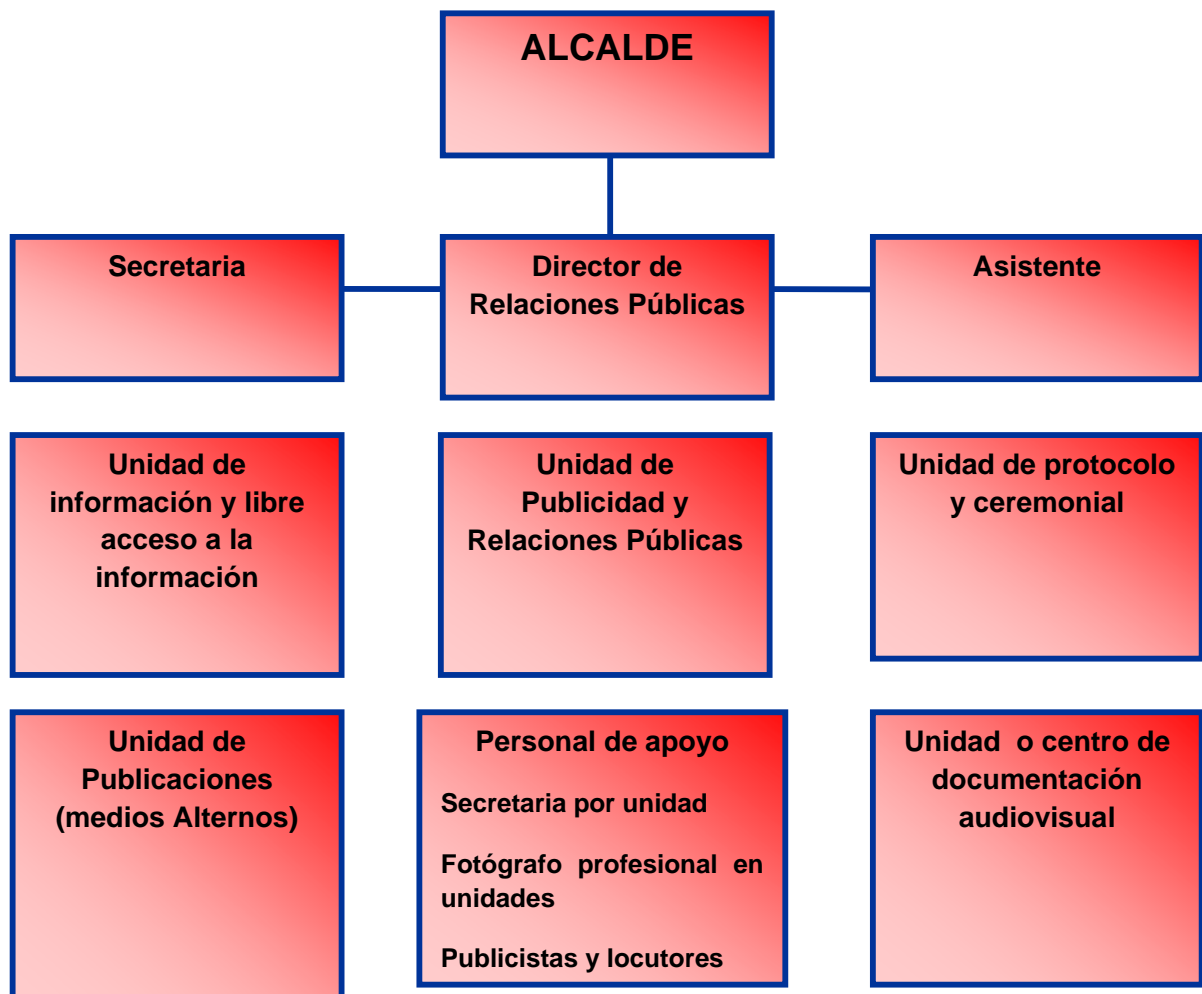 ALCALDE
Secretaria
Director de
Relaciones Públicas
Asistente
Unidad de
información y libre
acceso a la
información
Unidad de
Publicidad y
Relaciones Públicas
Unidad de protocolo
y ceremonial
Unidad de
Publicaciones
(medios Alternos)
Personal de apoyo
Secretaria por unidad
Fotógrafo profesional en
unidades
Publicistas y locutores
Unidad o centro de
documentación
audiovisual